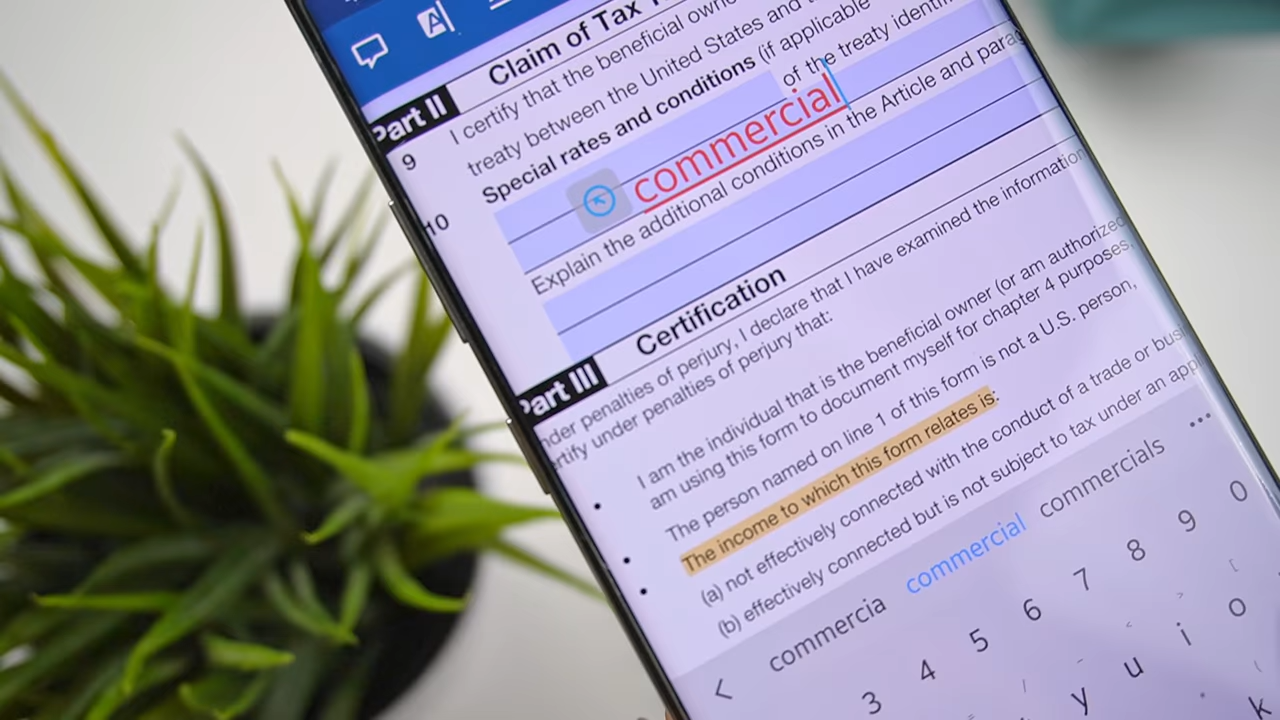 A
Part II
Claim of Tax T
9
I certify that the beneficial owne
treaty between the United States and t
10
Special rates and conditions (if applicable
of the treaty identifi
commercial
Explain the additional conditions in the Article and parag
Part III
Certification
nder penalties of perjury, I declare that I have examined the information
rtify under penalties of perjury that:
• I am the individual that is the beneficial owner (or am authorized
am using this form to document myself for chapter 4 purposes,
• The person named on line 1 of this form is not a U.S. person,
• The income to which this form relates is:
(a) not effectively connected with the conduct of a trade or bus
(b) effectively connected but is not subject to tax under an app
commercia commercial commercials ...
3 4 5 6 7 8 9 0
y u i o
k